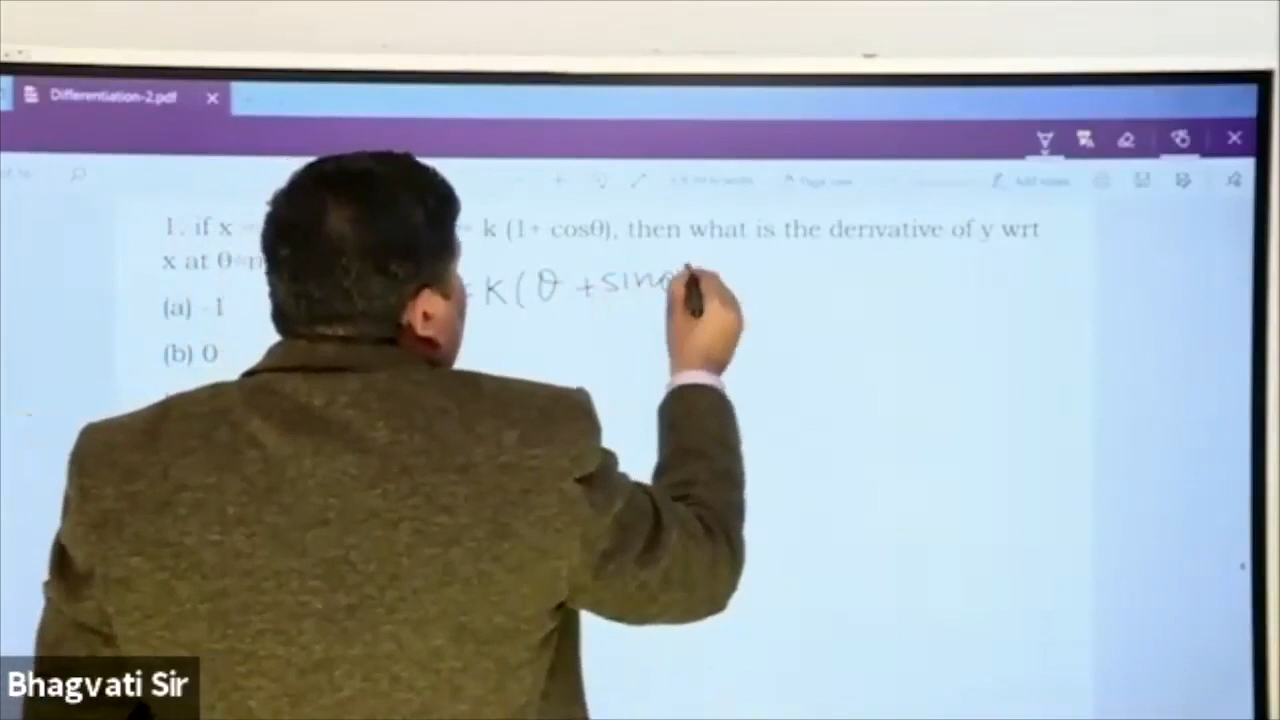 Differentiation-2.pdf
1. if x = k (1+ cosθ), then what is the derivative of y wrt
x at θ=
= K(θ + sinθ
(a) -1
(b) 0
Bhagvati Sir